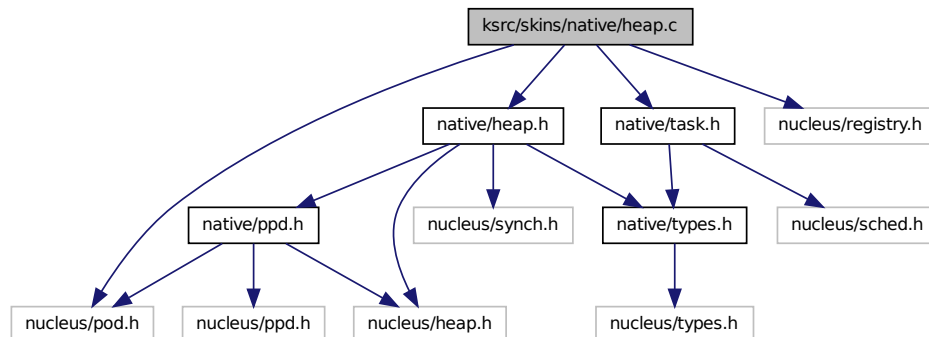 ksrc/skins/native/heap.c
native/heap.h
native/task.h
nucleus/registry.h
native/ppd.h
nucleus/synch.h
native/types.h
nucleus/sched.h
nucleus/pod.h
nucleus/ppd.h
nucleus/heap.h
nucleus/types.h